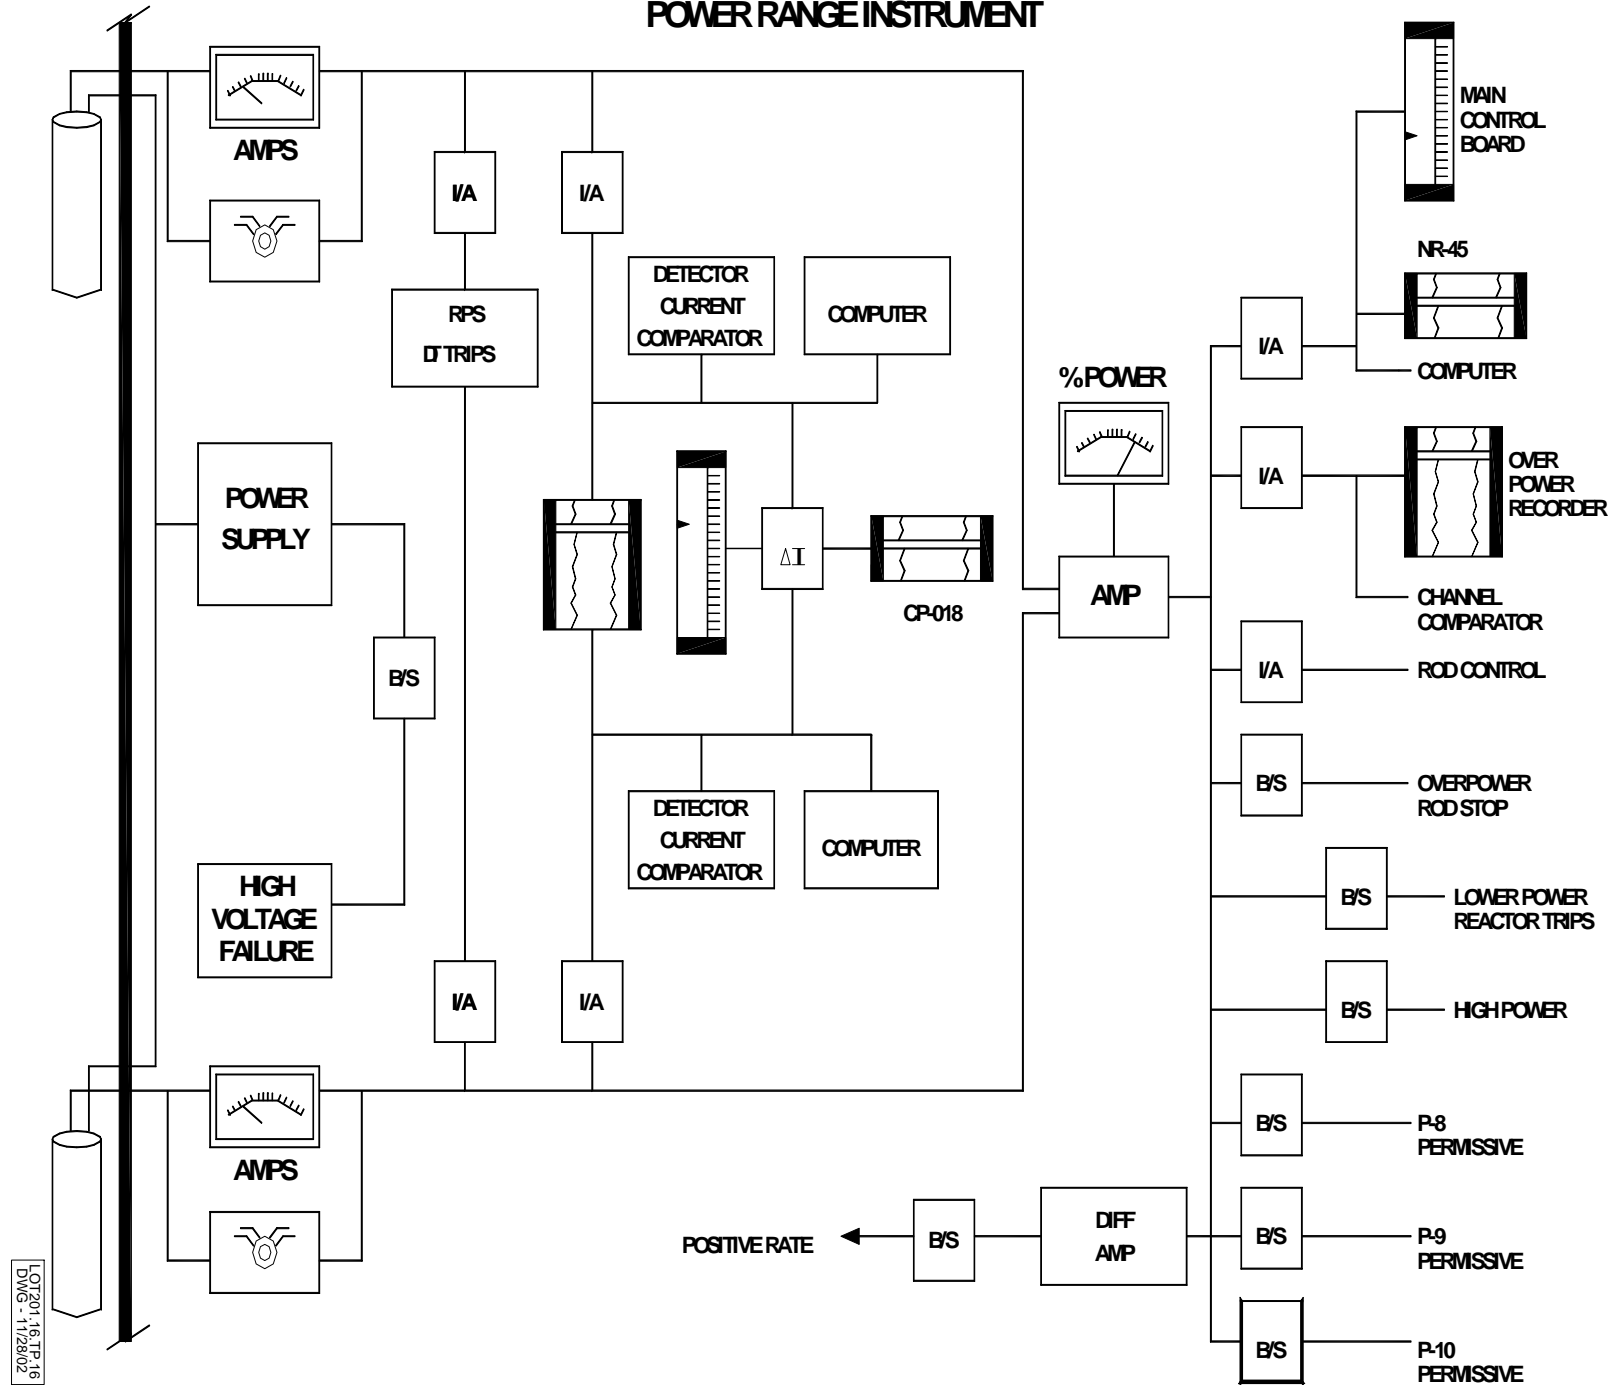 POWER RANGE INSTRUMENT
AMPS
I/A
I/A
RPS
DT TRIPS
DETECTOR
CURRENT
COMPARATOR
COMPUTER
POWER
SUPPLY
B/S
HIGH
VOLTAGE
FAILURE
ΔI
CP-018
DETECTOR
CURRENT
COMPARATOR
COMPUTER
I/A
I/A
AMPS
% POWER
AMP
I/A
MAIN
CONTROL
BOARD
NR-45
COMPUTER
I/A
OVER
POWER
RECORDER
CHANNEL
COMPARATOR
I/A
ROD CONTROL
B/S
OVERPOWER
ROD STOP
B/S
LOWER POWER
REACTOR TRIPS
B/S
HIGH POWER
B/S
P-8
PERMISSIVE
POSITIVE RATE
B/S
DIFF
AMP
B/S
P-9
PERMISSIVE
B/S
P-10
PERMISSIVE
LOT201.16.TP.16
DWG - 11/28/02